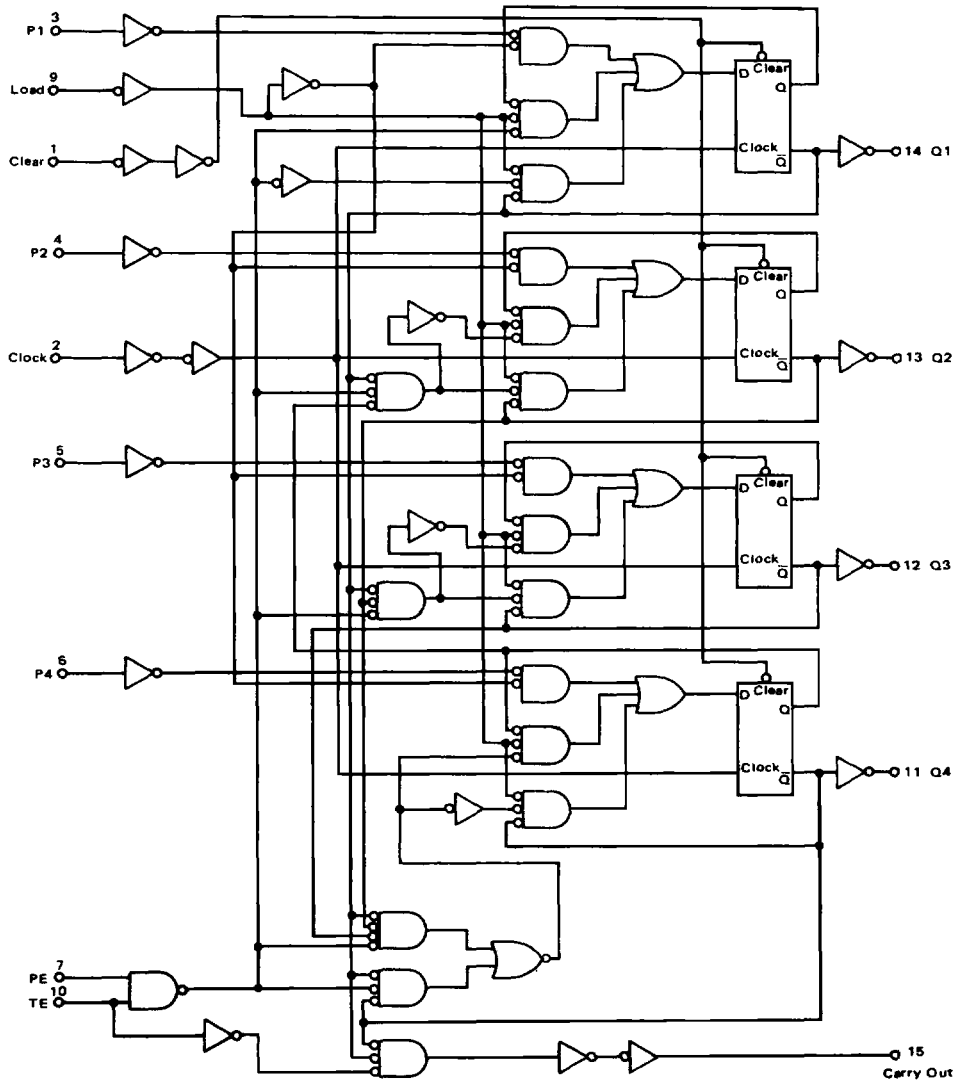 3
P1
9
Load
1
Clear
D Clear
Q
Clock
Q̅
14 Q1
4
P2
D Clear
Q
2
Clock
Clock
Q̅
13 Q2
5
P3
D Clear
Q
Clock
Q̅
12 Q3
6
P4
D Clear
Q
Clock
Q̅
11 Q4
7
PE
10
TE
15
Carry Out